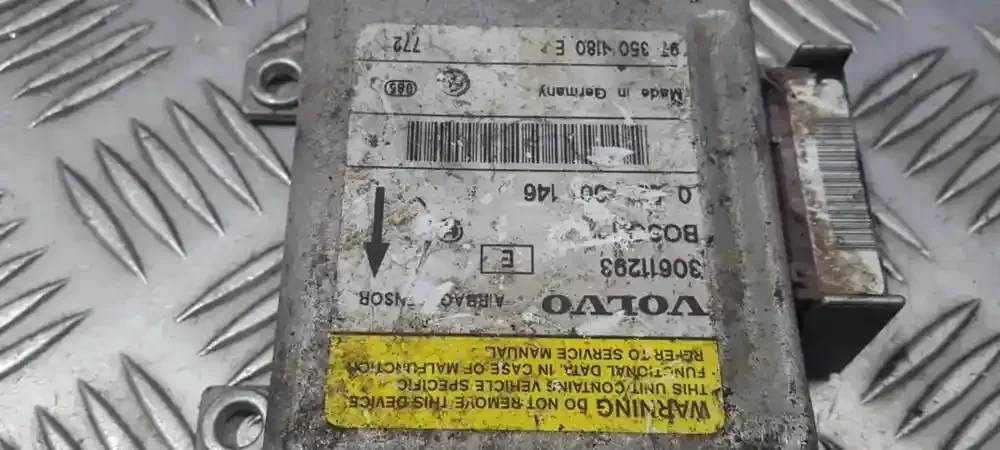 WARNING DO NOT REMOVE THIS DEVICE
THIS UNIT CONTAINS VEHICLE SPECIFIC
FUNCTIONAL DATA. IN CASE OF MALFUNCTION
REFER TO SERVICE MANUAL
VOLVO
30611293 E
146
Made in Germany 085
97 350 4180 E 772